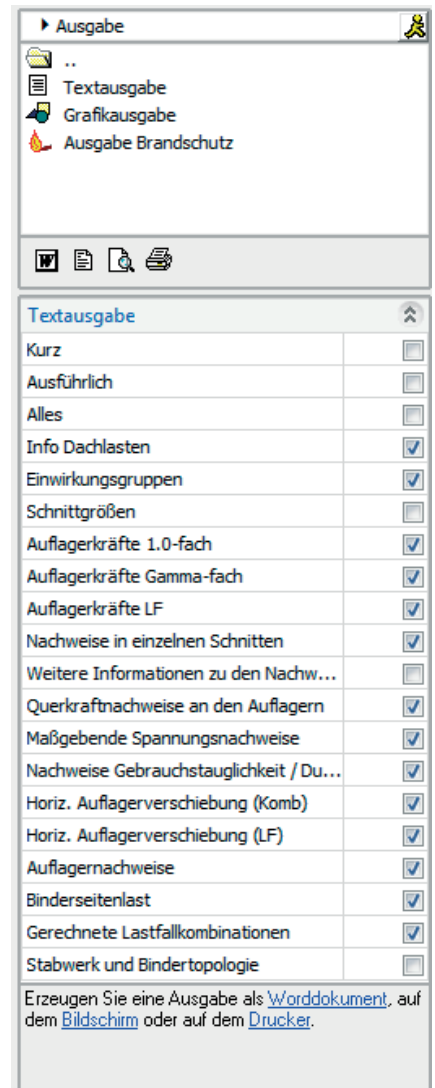 Ausgabe
..
Textausgabe
Grafikausgabe
Ausgabe Brandschutz
Textausgabe
Kurz
Ausführlich
Alles
Info Dachlasten
Einwirkungsgruppen
Schnittgrößen
Auflagerkräfte 1.0-fach
Auflagerkräfte Gamma-fach
Auflagerkräfte LF
Nachweise in einzelnen Schnitten
Weitere Informationen zu den Nachw...
Querkraftnachweise an den Auflagern
Maßgebende Spannungsnachweise
Nachweise Gebrauchstauglichkeit / Du...
Horiz. Auflagerverschiebung (Komb)
Horiz. Auflagerverschiebung (LF)
Auflagernachweise
Binderseitenlast
Gerechnete Lastfallkombinationen
Stabwerk und Bindertopologie
Erzeugen Sie eine Ausgabe als Worddokument, auf
dem Bildschirm oder auf dem Drucker.